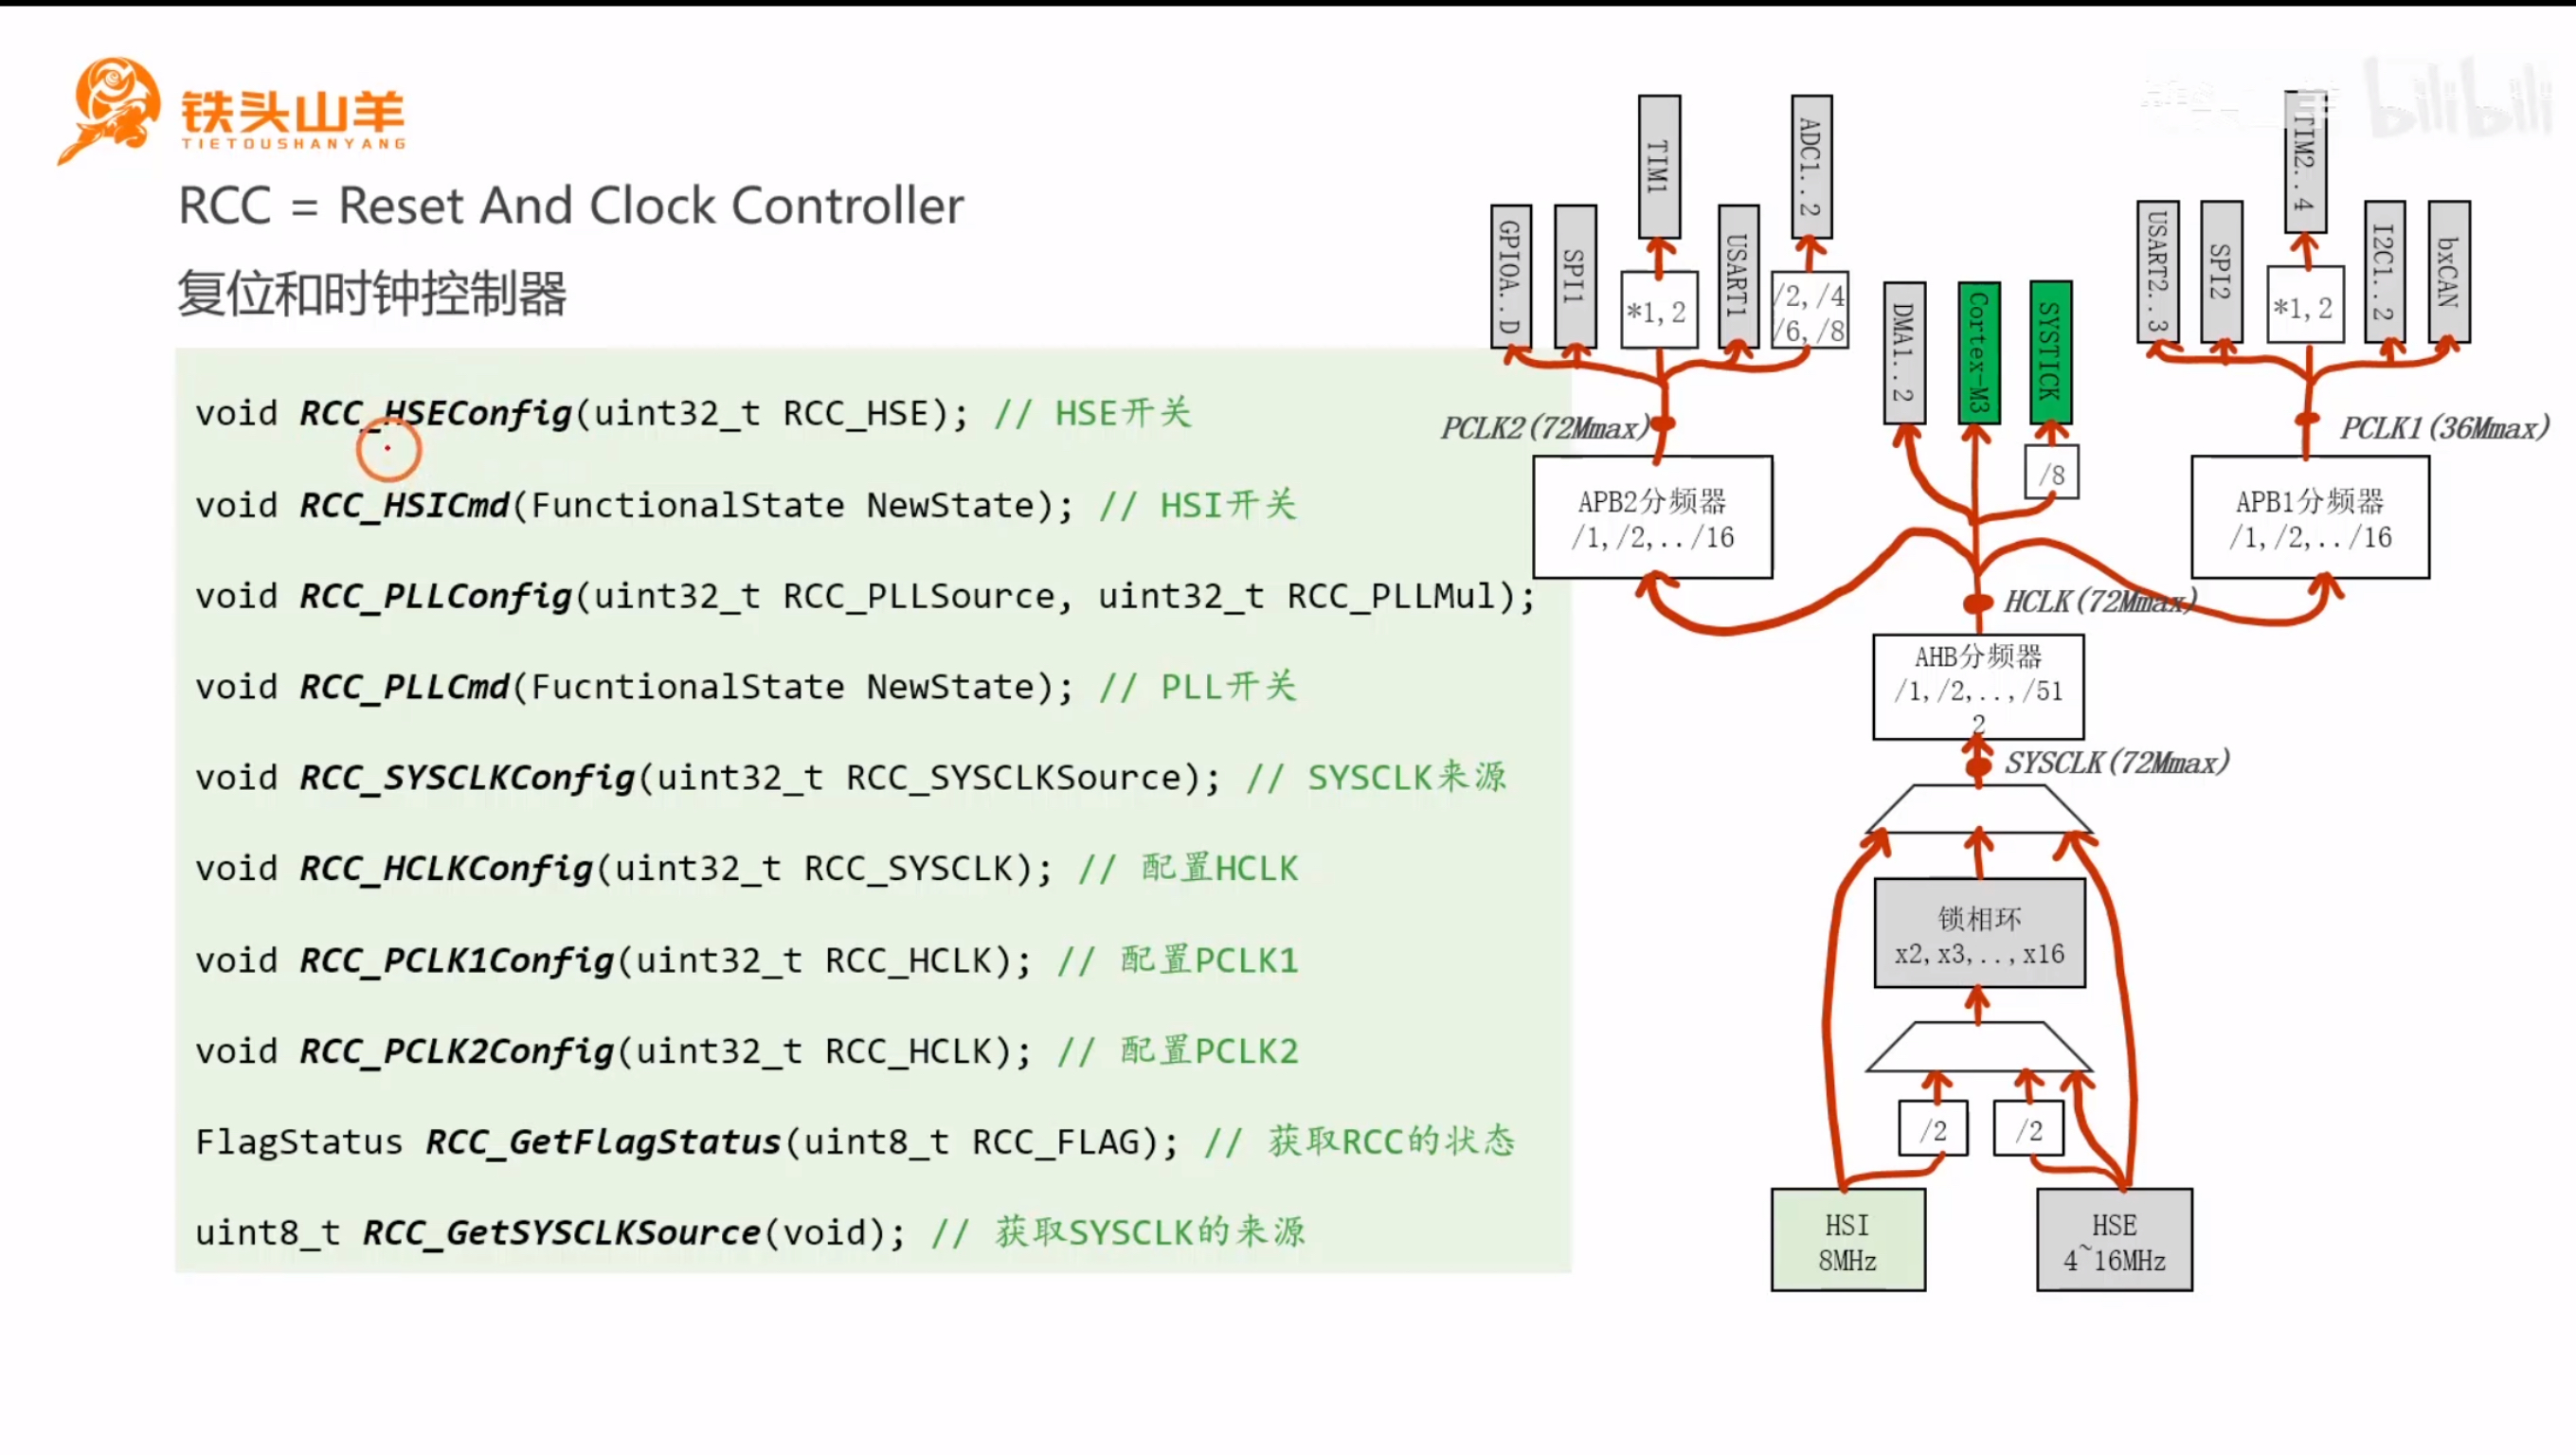 铁头山羊
TIETOUSHANYANG
bilibili
RCC = Reset And Clock Controller
复位和时钟控制器
void RCC_HSEConfig(uint32_t RCC_HSE); // HSE开关
void RCC_HSICmd(FunctionalState NewState); // HSI开关
void RCC_PLLConfig(uint32_t RCC_PLLSource, uint32_t RCC_PLLMul);
void RCC_PLLCmd(FucntionalState NewState); // PLL开关
void RCC_SYSCLKConfig(uint32_t RCC_SYSCLKSource); // SYSCLK来源
void RCC_HCLKConfig(uint32_t RCC_SYSCLK); // 配置HCLK
void RCC_PCLK1Config(uint32_t RCC_HCLK); // 配置PCLK1
void RCC_PCLK2Config(uint32_t RCC_HCLK); // 配置PCLK2
FlagStatus RCC_GetFlagStatus(uint8_t RCC_FLAG); // 获取RCC的状态
uint8_t RCC_GetSYSCLKSource(void); // 获取SYSCLK的来源
GPIOA..D
SPI1
TIM1
*1,2
USART1
ADC1..2
/2,/4
/6,/8
DMA1..2
Cortex-M3
SYSTICK
/8
USART2..3
SPI2
TIM2..4
*1,2
I2C1..2
bxCAN
PCLK2(72Mmax)
PCLK1(36Mmax)
APB2分频器
/1,/2,../16
APB1分频器
/1,/2,../16
HCLK(72Mmax)
AHB分频器
/1,/2,..,/51
2
SYSCLK(72Mmax)
锁相环
x2,x3,..,x16
/2
/2
HSI
8MHz
HSE
4~16MHz